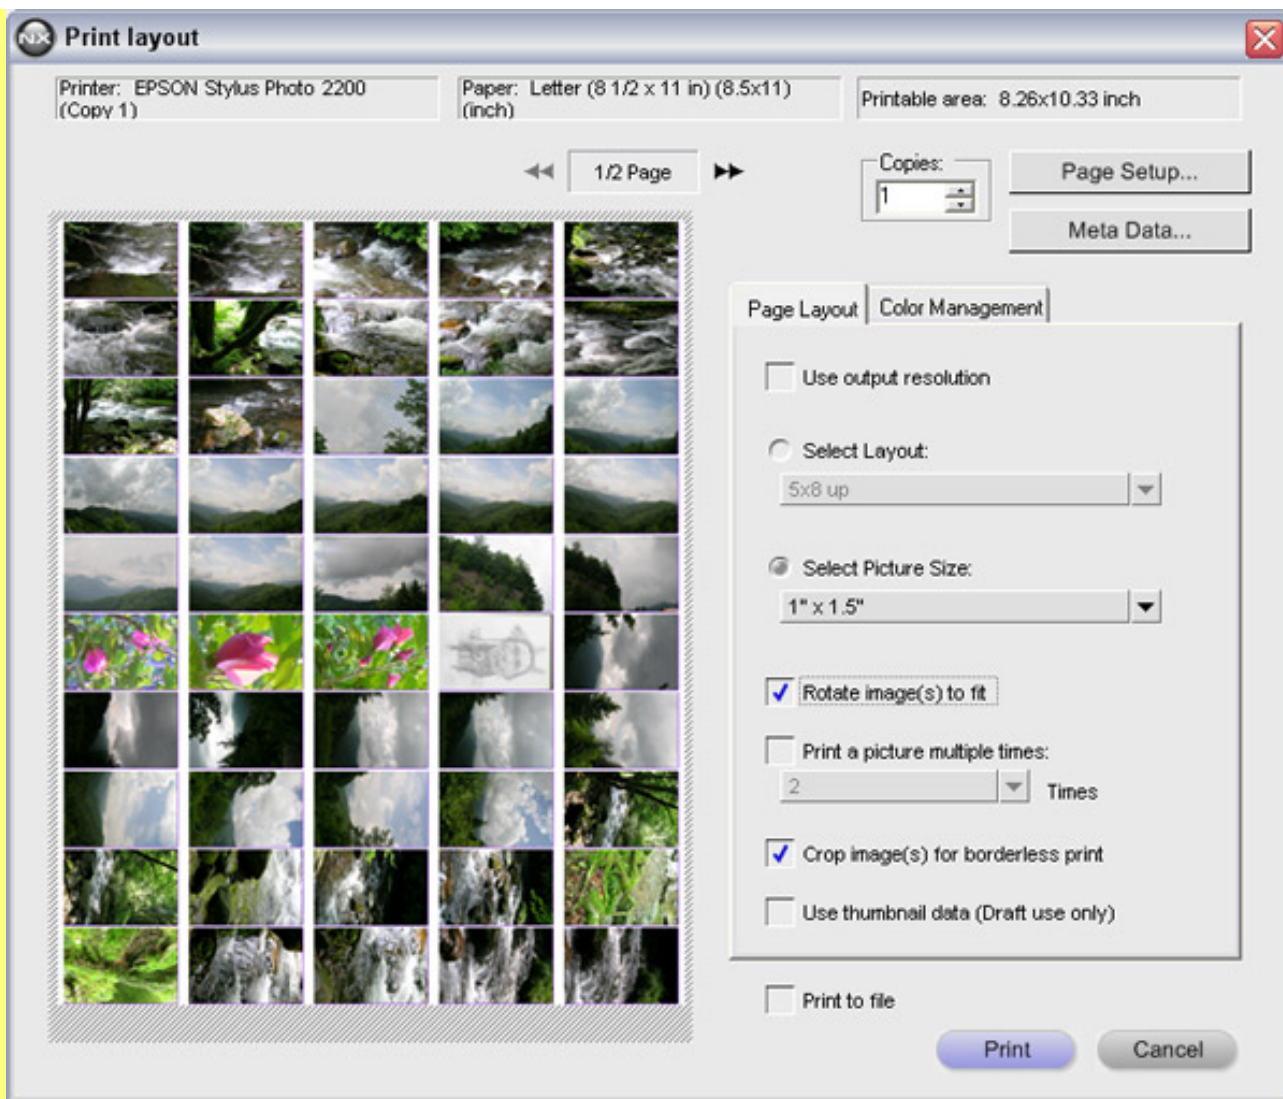 NX Print layout
Printer: EPSON Stylus Photo 2200
(Copy 1)
Paper: Letter (8 1/2 x 11 in) (8.5x11)
(inch)
Printable area: 8.26x10.33 inch
1/2 Page
Copies:
1
Page Setup...
Meta Data...
Page Layout
Color Management
Use output resolution
Select Layout:
5x8 up
Select Picture Size:
1" x 1.5"
Rotate image(s) to fit
Print a picture multiple times:
2
Times
Crop image(s) for borderless print
Use thumbnail data (Draft use only)
Print to file
Print
Cancel